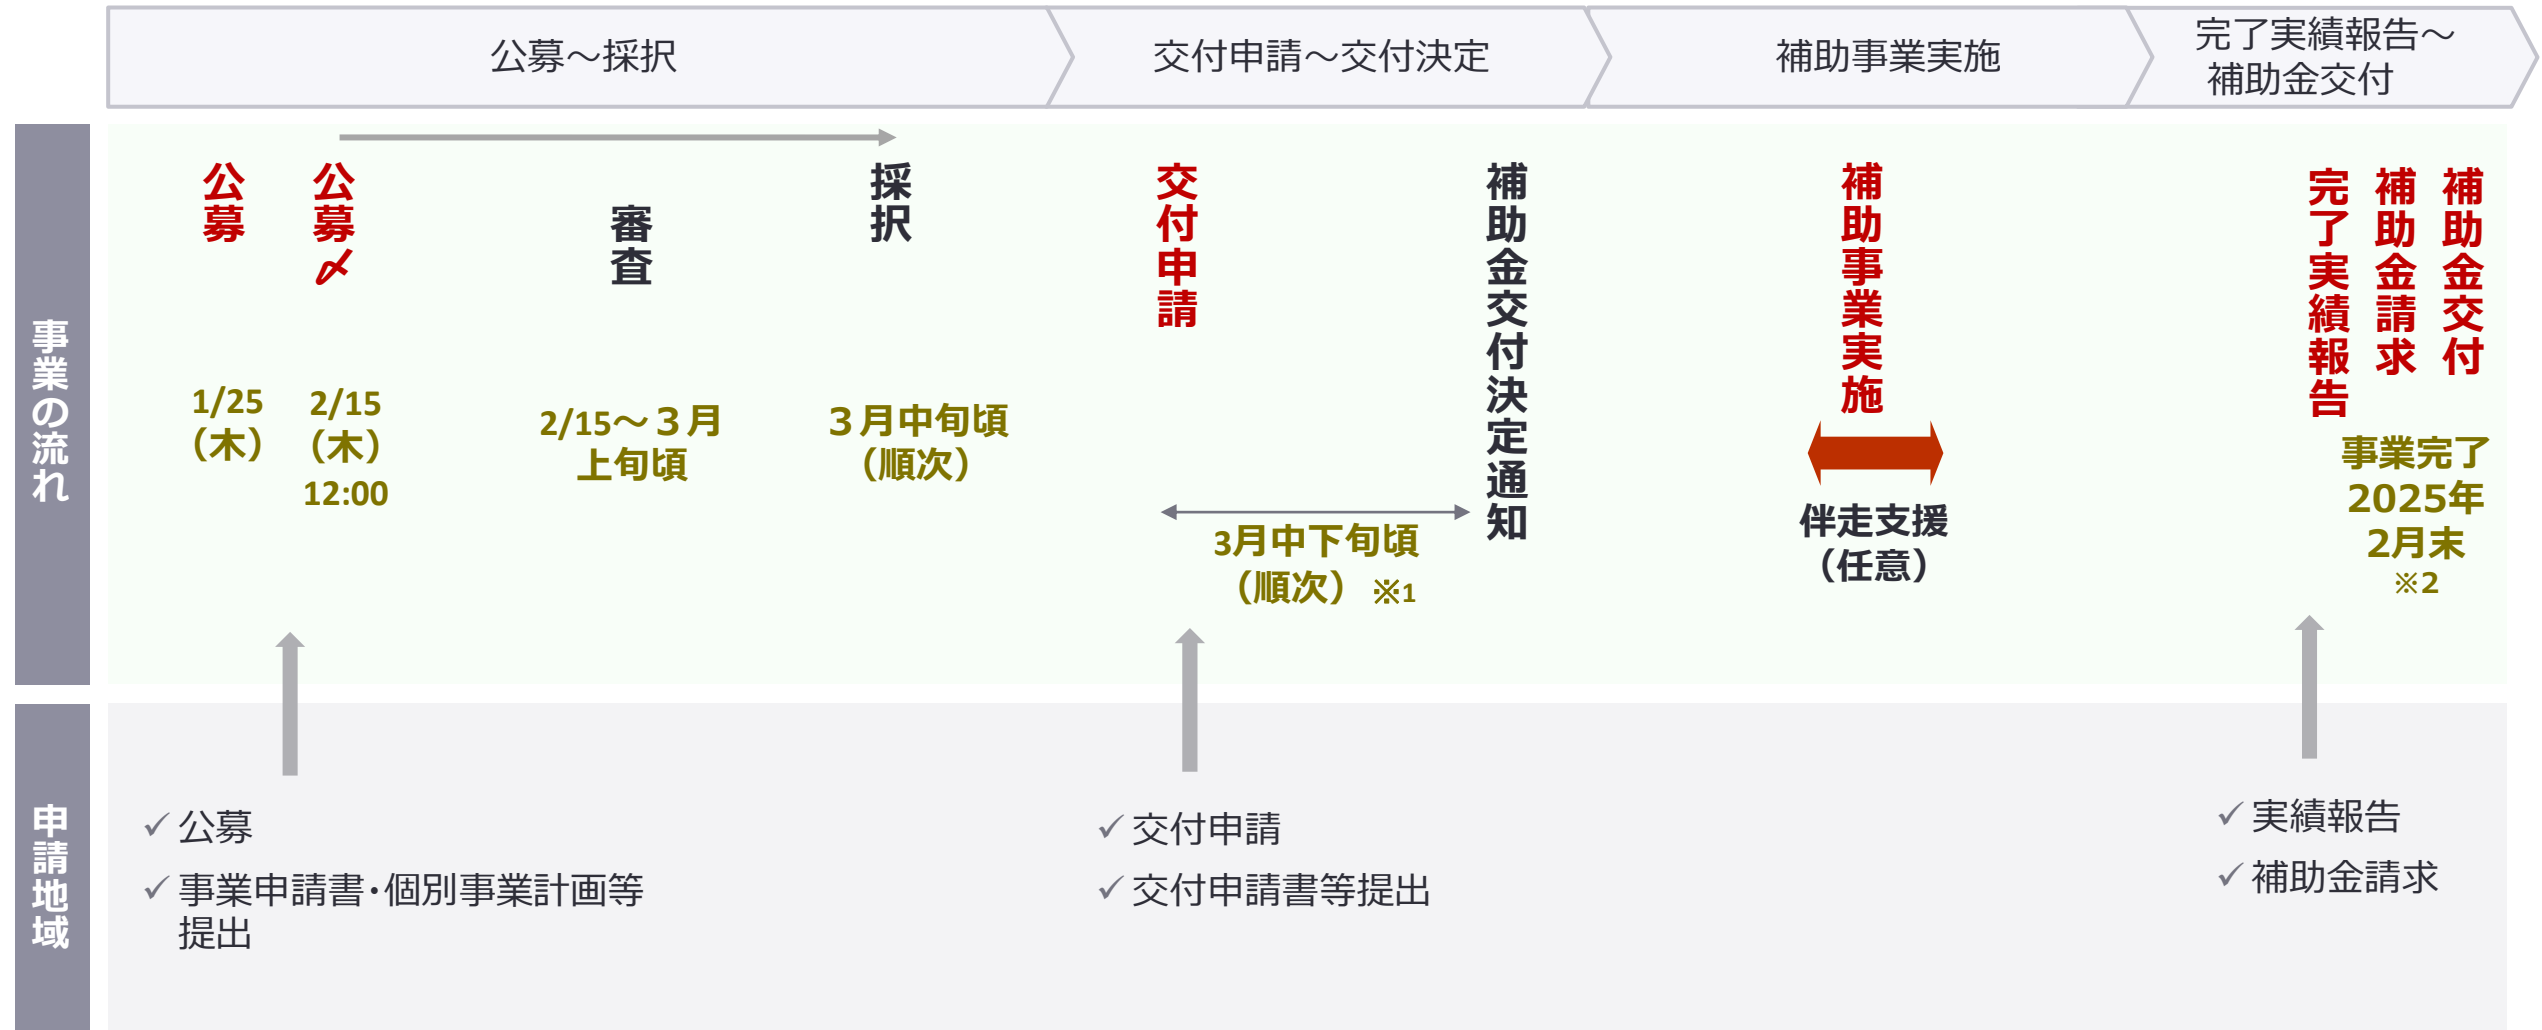 公募～採択
交付申請～交付決定
補助事業実施
完了実績報告～
補助金交付
事業の流れ
公募
1/25
（木）
公募〆
2/15
（木）
12:00
審査
2/15～３月
上旬頃
採択
３月中旬頃
（順次）
交付申請
3月中下旬頃
（順次）※1
補助金交付決定通知
補助事業実施
伴走支援
（任意）
完了実績報告
補助金請求
補助金交付
事業完了
2025年
2月末
※2
申請地域
✓公募
✓事業申請書・個別事業計画等
提出
✓交付申請
✓交付申請書等提出
✓実績報告
✓補助金請求